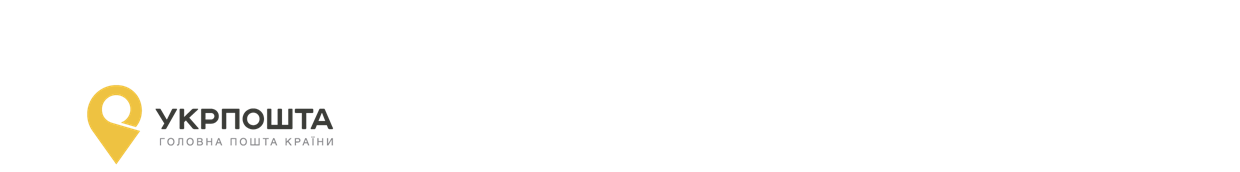 УКРПОШТА
ГОЛОВНА ПОШТА КРАЇНИ